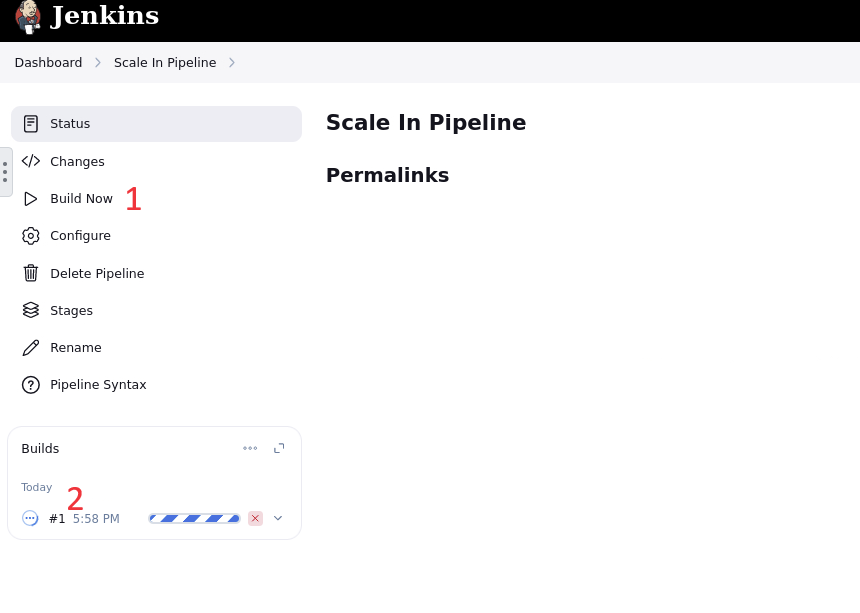 Jenkins
Dashboard
Scale In Pipeline
Status
Changes
Build Now 1
Configure
Delete Pipeline
Stages
Rename
Pipeline Syntax
Builds
Today
2
#1 5:58 PM
Scale In Pipeline
Permalinks